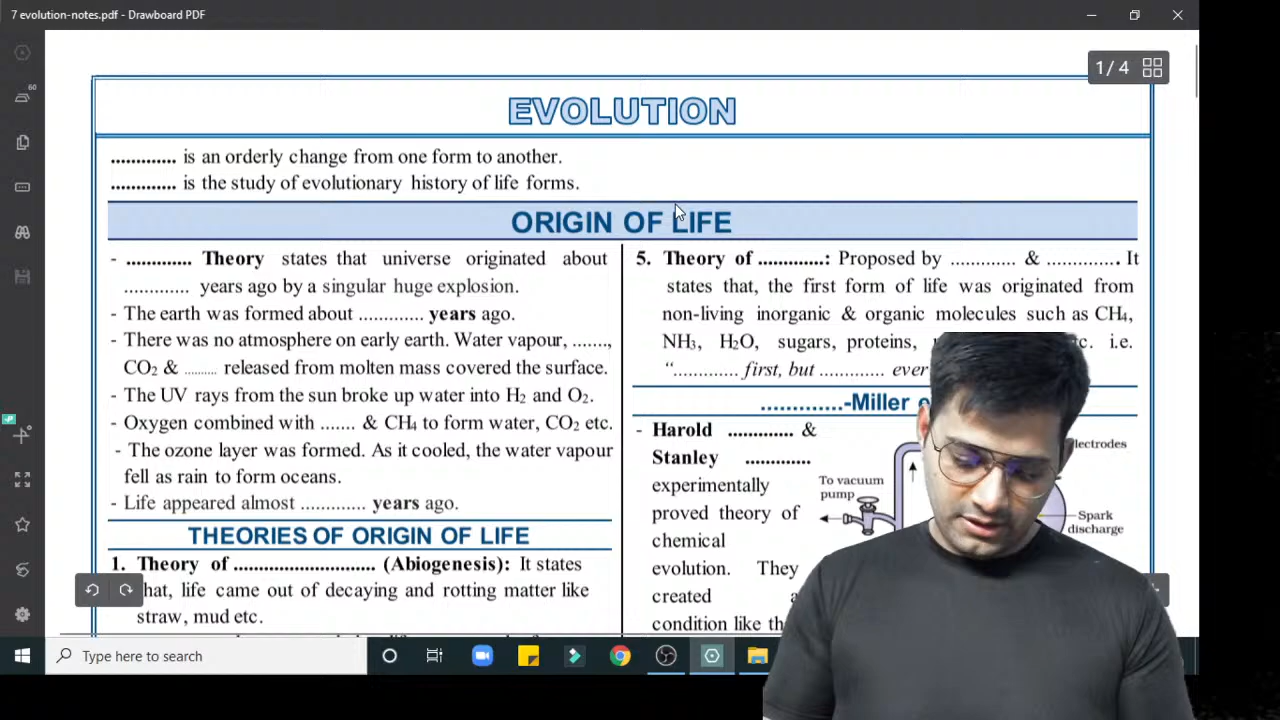 7 evolution-notes.pdf - Drawboard PDF
1 / 4
60
EVOLUTION
............. is an orderly change from one form to another.
............. is the study of evolutionary history of life forms.
ORIGIN OF LIFE
- ............. Theory states that universe originated about
............. years ago by a singular huge explosion.
- The earth was formed about ............. years ago.
- There was no atmosphere on early earth. Water vapour, .......,
CO2 & .......... released from molten mass covered the surface.
- The UV rays from the sun broke up water into H2 and O2.
- Oxygen combined with ....... & CH4 to form water, CO2 etc.
- The ozone layer was formed. As it cooled, the water vapour
fell as rain to form oceans.
- Life appeared almost ............. years ago.
THEORIES OF ORIGIN OF LIFE
1. Theory of ............................ (Abiogenesis): It states
hat, life came out of decaying and rotting matter like
straw, mud etc.
5. Theory of .............: Proposed by ............. & .............. It
states that, the first form of life was originated from
non-living inorganic & organic molecules such as CH4,
NH3, H2O, sugars, proteins, c. i.e.
“............. first, but ............. ever
.............-Miller
- Harold ............. &
Stanley .............
experimentally
proved theory of
chemical
evolution. They
created a
condition like th
To vacuum
pump
lectrodes
Spark
discharge
Type here to search